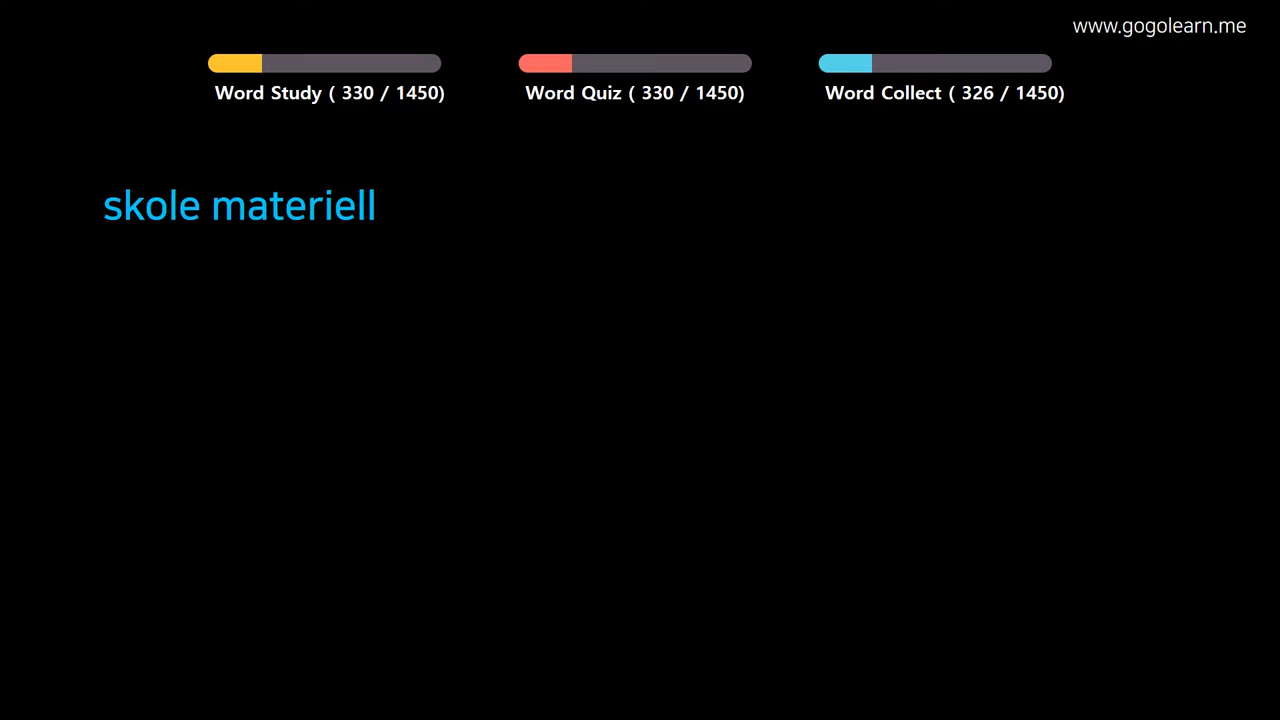 www.gogolearn.me
Word Study ( 330 / 1450)
Word Quiz ( 330 / 1450)
Word Collect ( 326 / 1450)
skole materiell